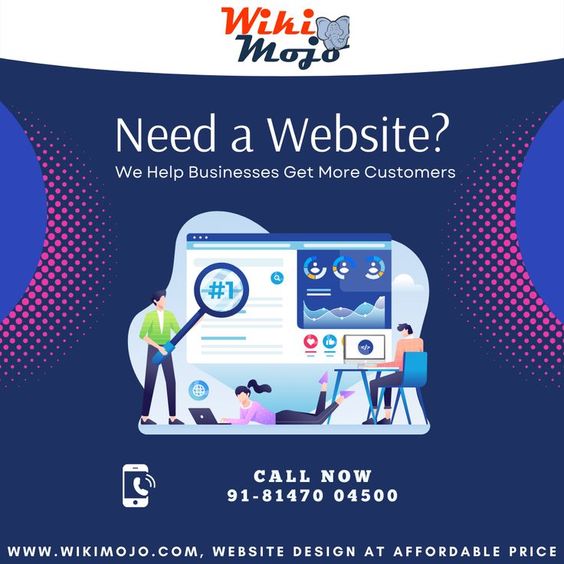 Wiki
Mojo
Need a Website?
We Help Businesses Get More Customers
#1
</>
CALL NOW
91-81470 04500
WWW.WIKIMOJO.COM, WEBSITE DESIGN AT AFFORDABLE PRICE